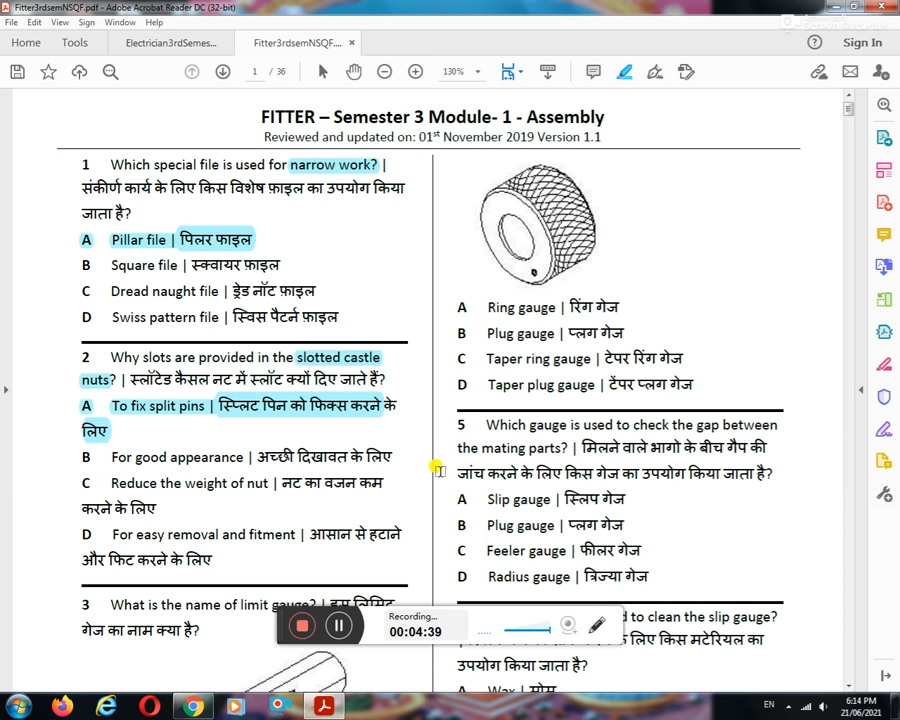 Fitter3rdsemNSQF.pdf - Adobe Acrobat Reader DC (32-bit)
File Edit View Sign Window Help
Home Tools Electrician3rdSemes... Fitter3rdsemNSQF.... × Sign In
1 / 36 130%
FITTER – Semester 3 Module- 1 - Assembly
Reviewed and updated on: 01st November 2019 Version 1.1
1 Which special file is used for narrow work? |
संकीर्ण कार्य के लिए किस विशेष फ़ाइल का उपयोग किया
जाता है?
A Pillar file | पिलर फाइल
B Square file | स्क्वायर फ़ाइल
C Dread naught file | ड्रेड नॉट फ़ाइल
D Swiss pattern file | स्विस पैटर्न फ़ाइल
2 Why slots are provided in the slotted castle
nuts? | स्लॉटेड कैसल नट में स्लॉट क्यों दिए जाते हैं?
A To fix split pins | स्प्लिट पिन को फिक्स करने के
लिए
B For good appearance | अच्छी दिखावत के लिए
C Reduce the weight of nut | नट का वजन कम
करने के लिए
D For easy removal and fitment | आसान से हटाने
और फिट करने के लिए
3 What is the name of limit gauge? | इस लिमिट
गेज का नाम क्या है?
A Ring gauge | रिंग गेज
B Plug gauge | प्लग गेज
C Taper ring gauge | टेपर रिंग गेज
D Taper plug gauge | टेंपर प्लग गेज
5 Which gauge is used to check the gap between
the mating parts? | मिलने वाले भागो के बीच गैप की
जांच करने के लिए किस गेज का उपयोग किया जाता है?
A Slip gauge | स्लिप गेज
B Plug gauge | प्लग गेज
C Feeler gauge | फीलर गेज
D Radius gauge | त्रिज्या गेज
d to clean the slip gauge?
लिए किस मटेरियल का
उपयोग किया जाता है?
A Wax | मोम
Recording...
00:04:39
EN 6:14 PM
21/06/2021